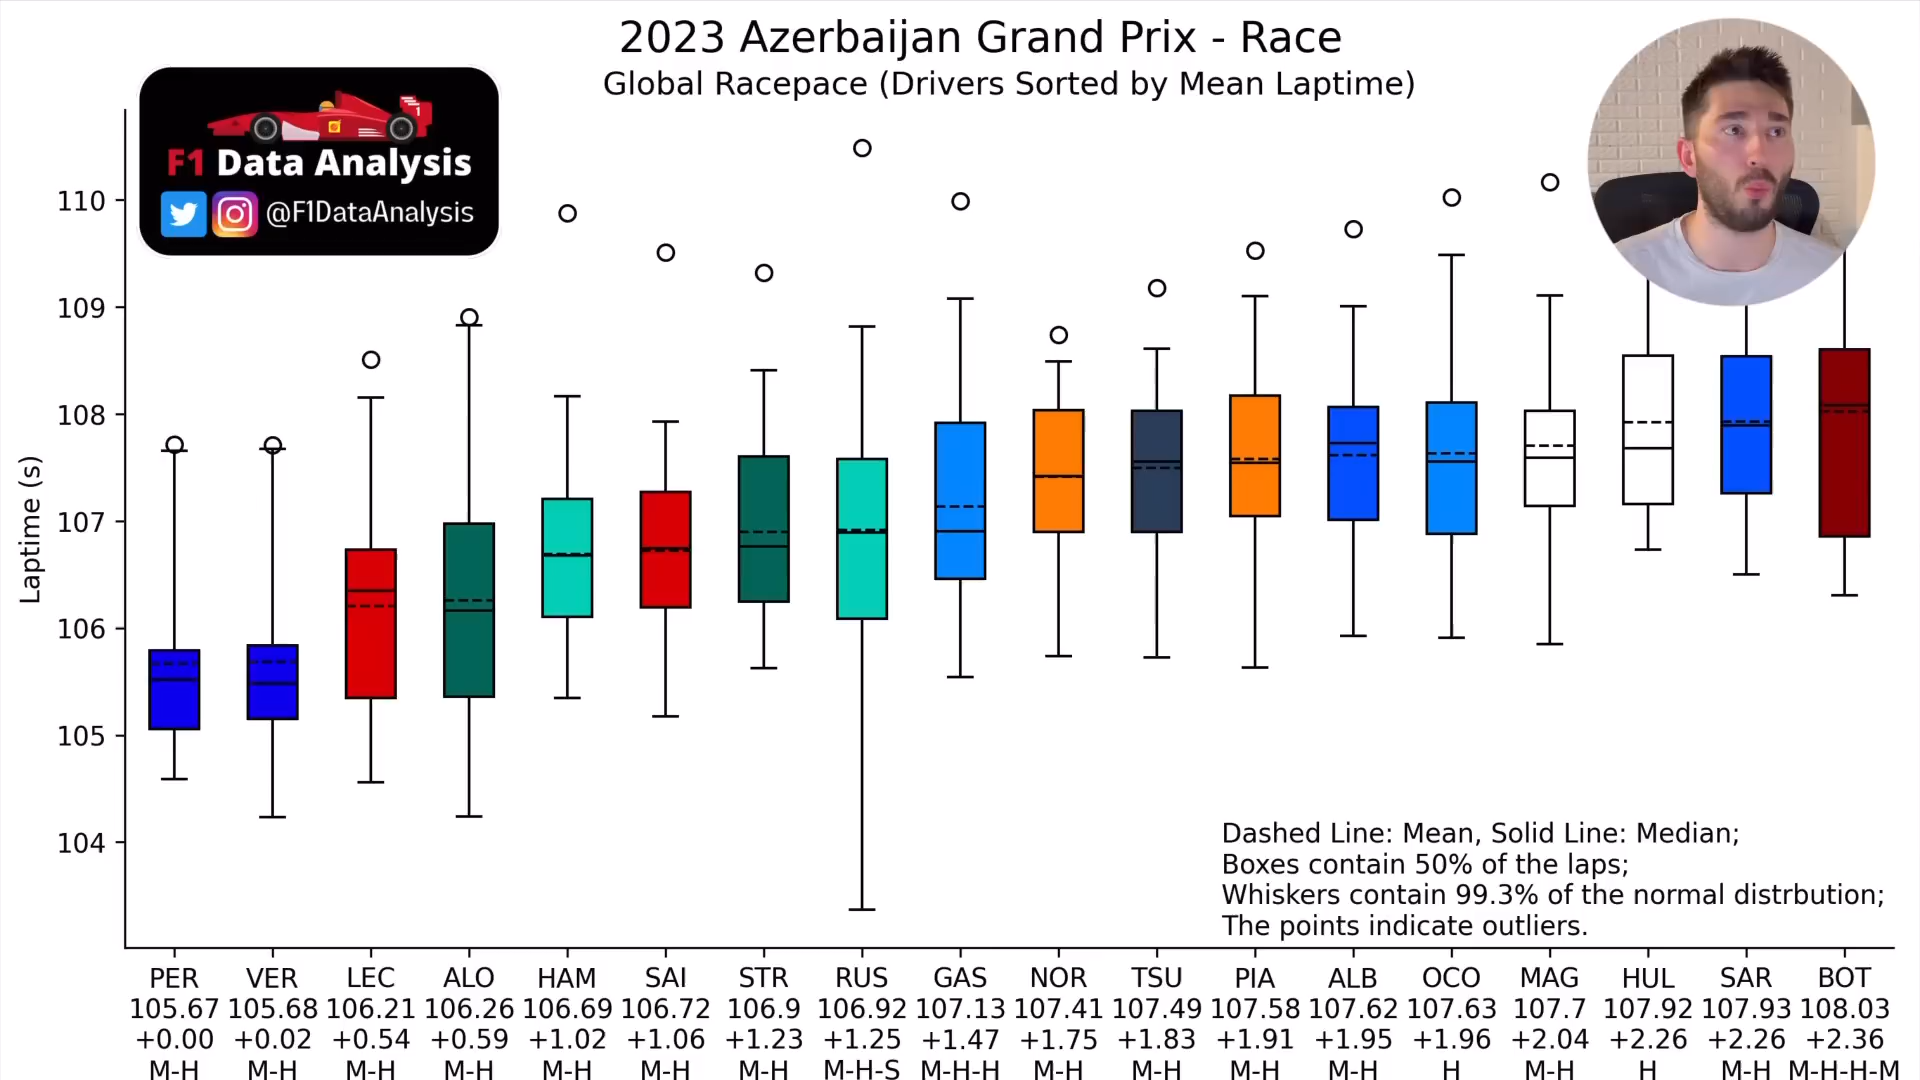 2023 Azerbaijan Grand Prix - Race
Global Racepace (Drivers Sorted by Mean Laptime)
1
F1 Data Analysis
@F1DataAnalysis
Laptime (s)
110
109
108
107
106
105
104
Dashed Line: Mean, Solid Line: Median;
Boxes contain 50% of the laps;
Whiskers contain 99.3% of the normal distrbution;
The points indicate outliers.
PER VER LEC ALO HAM SAI STR RUS GAS NOR TSU PIA ALB OCO MAG HUL SAR BOT
105.67 105.68 106.21 106.26 106.69 106.72 106.9 106.92 107.13 107.41 107.49 107.58 107.62 107.63 107.7 107.92 107.93 108.03
+0.00 +0.02 +0.54 +0.59 +1.02 +1.06 +1.23 +1.25 +1.47 +1.75 +1.83 +1.91 +1.95 +1.96 +2.04 +2.26 +2.26 +2.36
M-H M-H M-H M-H M-H M-H M-H M-H-S M-H-H M-H M-H M-H M-H H M-H H M-H M-H-H-M